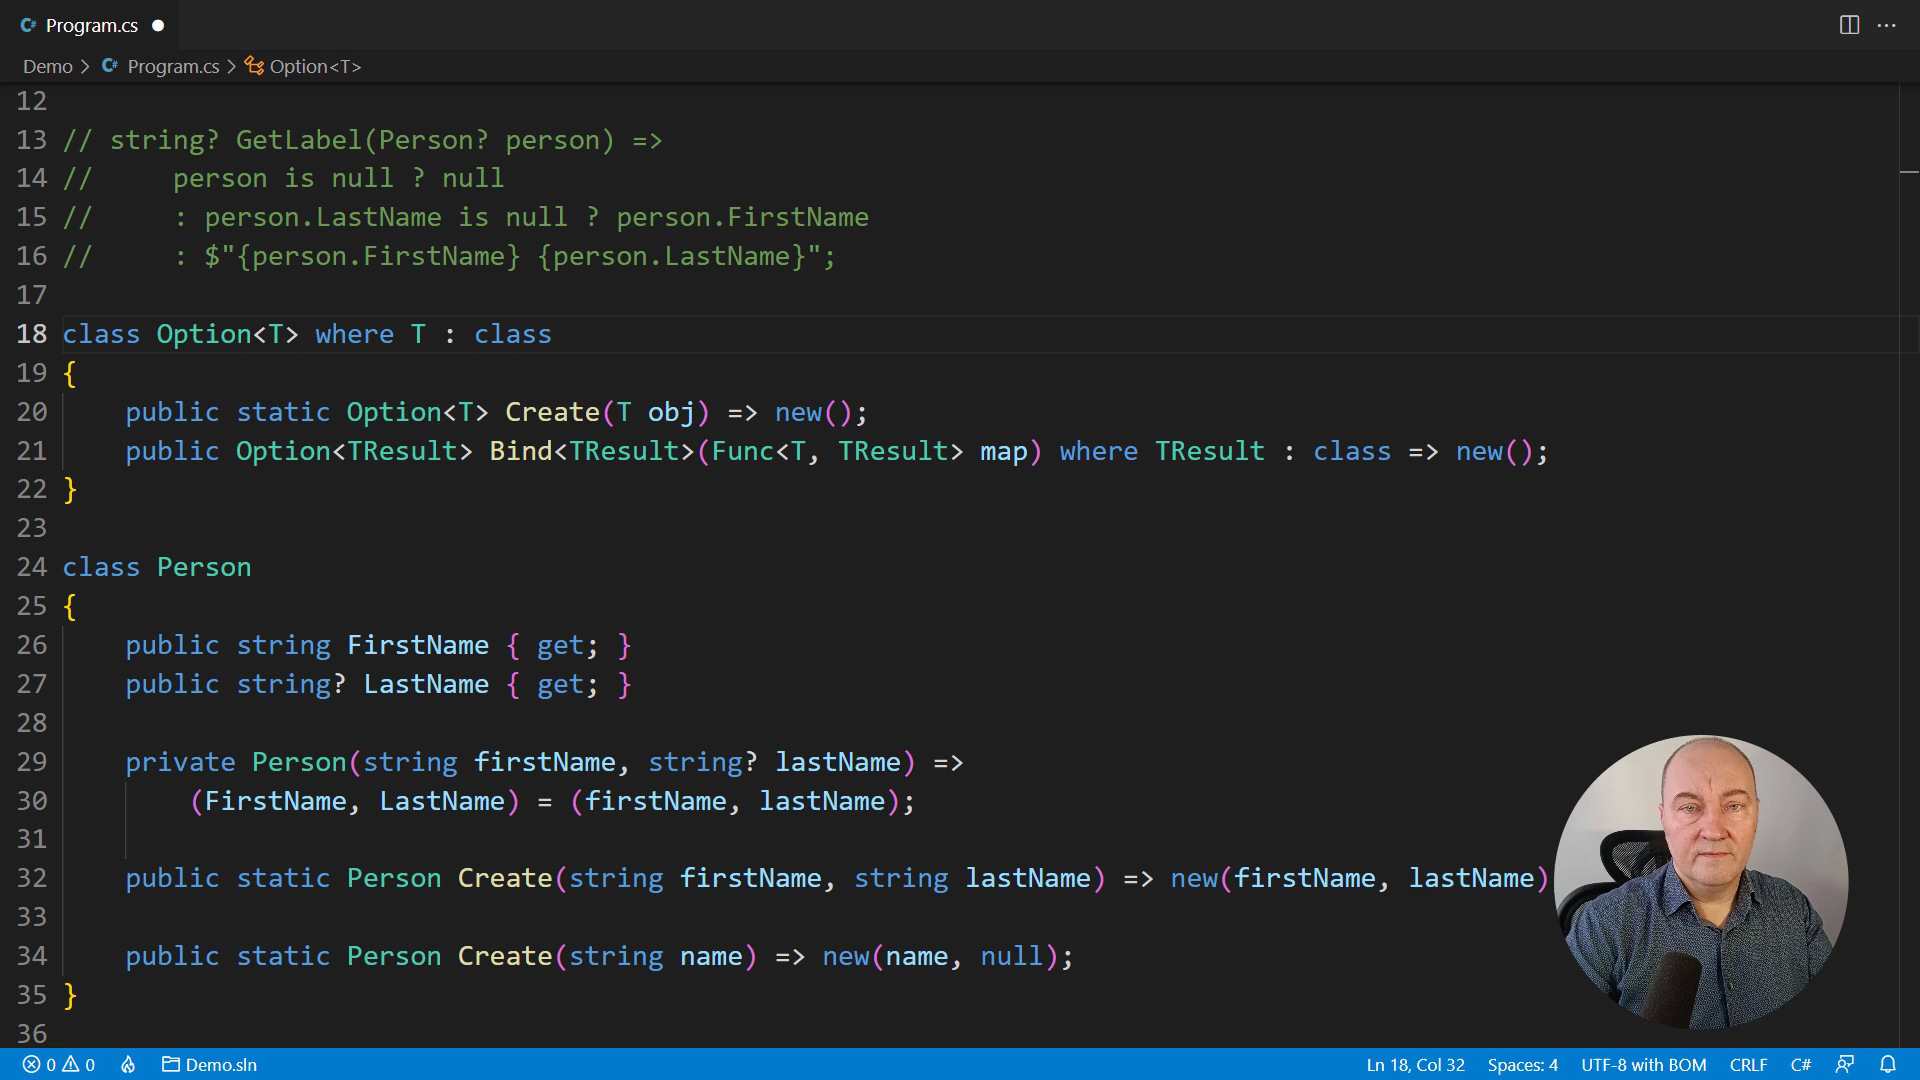 C# Program.cs
Demo > C# Program.cs > Option<T>
12
13 // string? GetLabel(Person? person) =>
14 //     person is null ? null
15 //     : person.LastName is null ? person.FirstName
16 //     : $"{person.FirstName} {person.LastName}";
17
18 class Option<T> where T : class
19 {
20     public static Option<T> Create(T obj) => new();
21     public Option<TResult> Bind<TResult>(Func<T, TResult> map) where TResult : class => new();
22 }
23
24 class Person
25 {
26     public string FirstName { get; }
27     public string? LastName { get; }
28
29     private Person(string firstName, string? lastName) =>
30         (FirstName, LastName) = (firstName, lastName);
31
32     public static Person Create(string firstName, string lastName) => new(firstName, lastName)
33
34     public static Person Create(string name) => new(name, null);
35 }
36
0 0 Demo.sln Ln 18, Col 32 Spaces: 4 UTF-8 with BOM CRLF C#